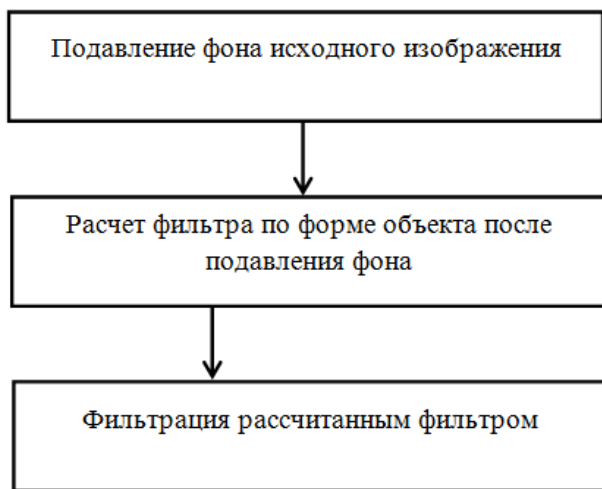 Подавление фона исходного изображения
Расчет фильтра по форме объекта после
подавления фона
Фильтрация рассчитанным фильтром